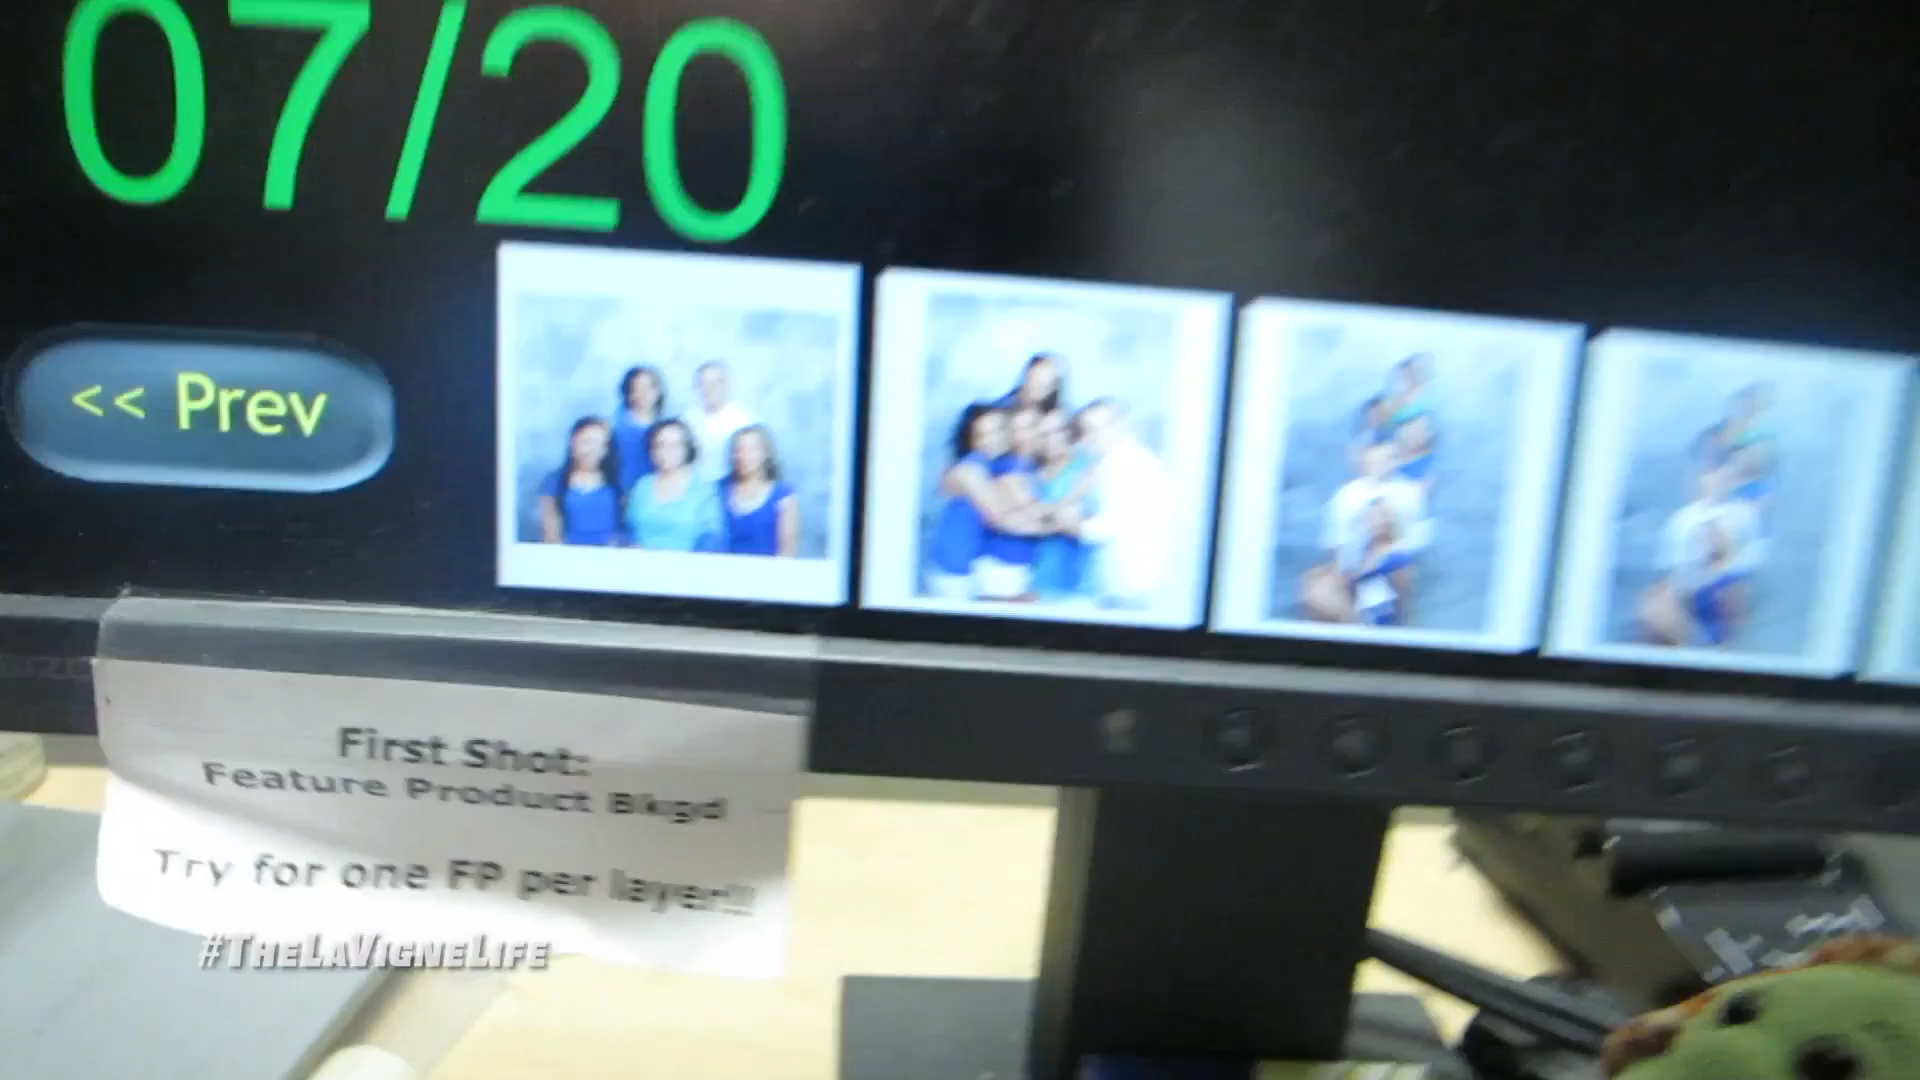 07/20
<< Prev
First Shot:
Feature Product Bkgd
Try for one FP per layer!!
#TheLaVigneLife